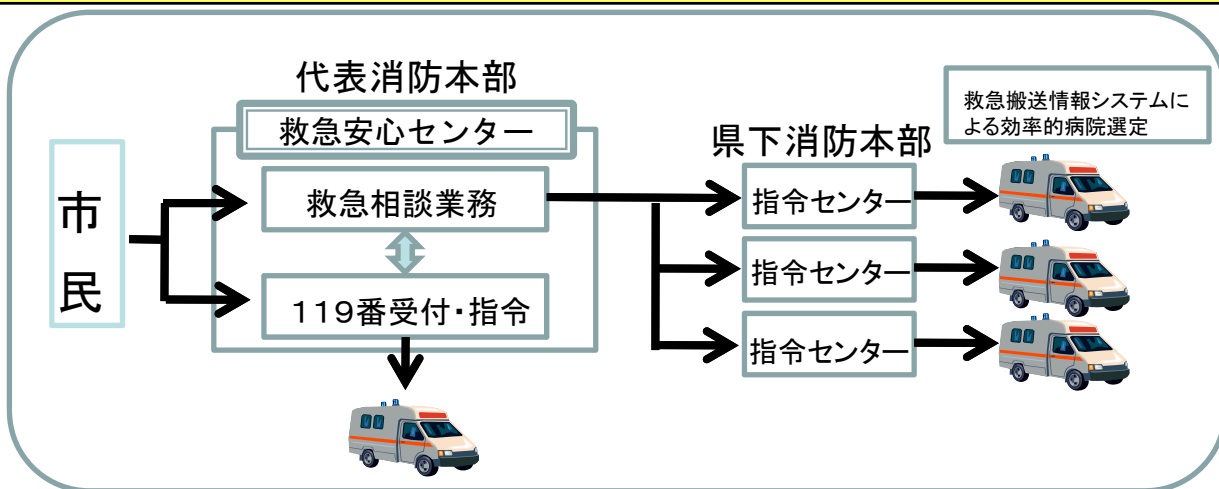 代表消防本部
救急安心センター
市
民
救急相談業務
119番受付・指令
県下消防本部
指令センター
指令センター
指令センター
救急搬送情報システムに
よる効率的病院選定